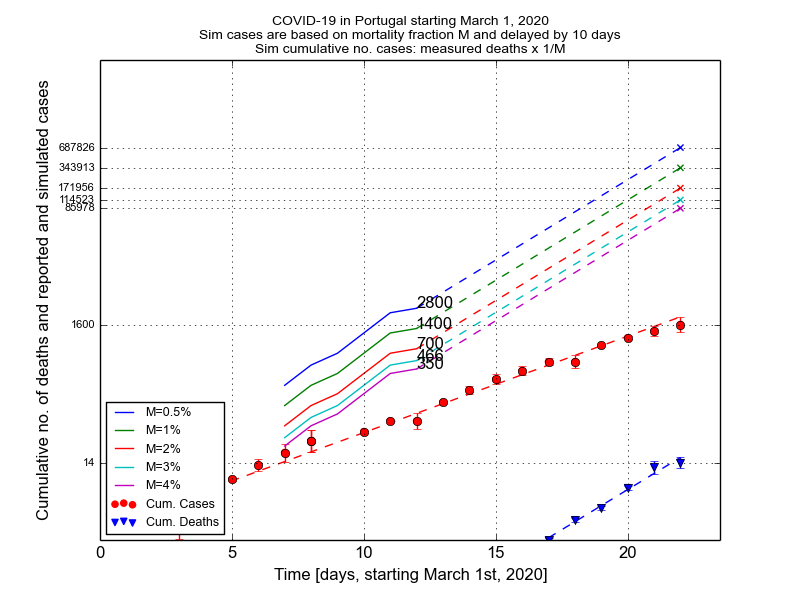 COVID-19 in Portugal starting March 1, 2020
Sim cases are based on mortality fraction M and delayed by 10 days
Sim cumulative no. cases: measured deaths x 1/M
Cumulative no. of deaths and reported and simulated cases
687826
343913
171956
114523
85978
1600
14
2800
1400
700
466
350
M=0.5%
M=1%
M=2%
M=3%
M=4%
Cum. Cases
Cum. Deaths
0 5 10 15 20
Time [days, starting March 1st, 2020]